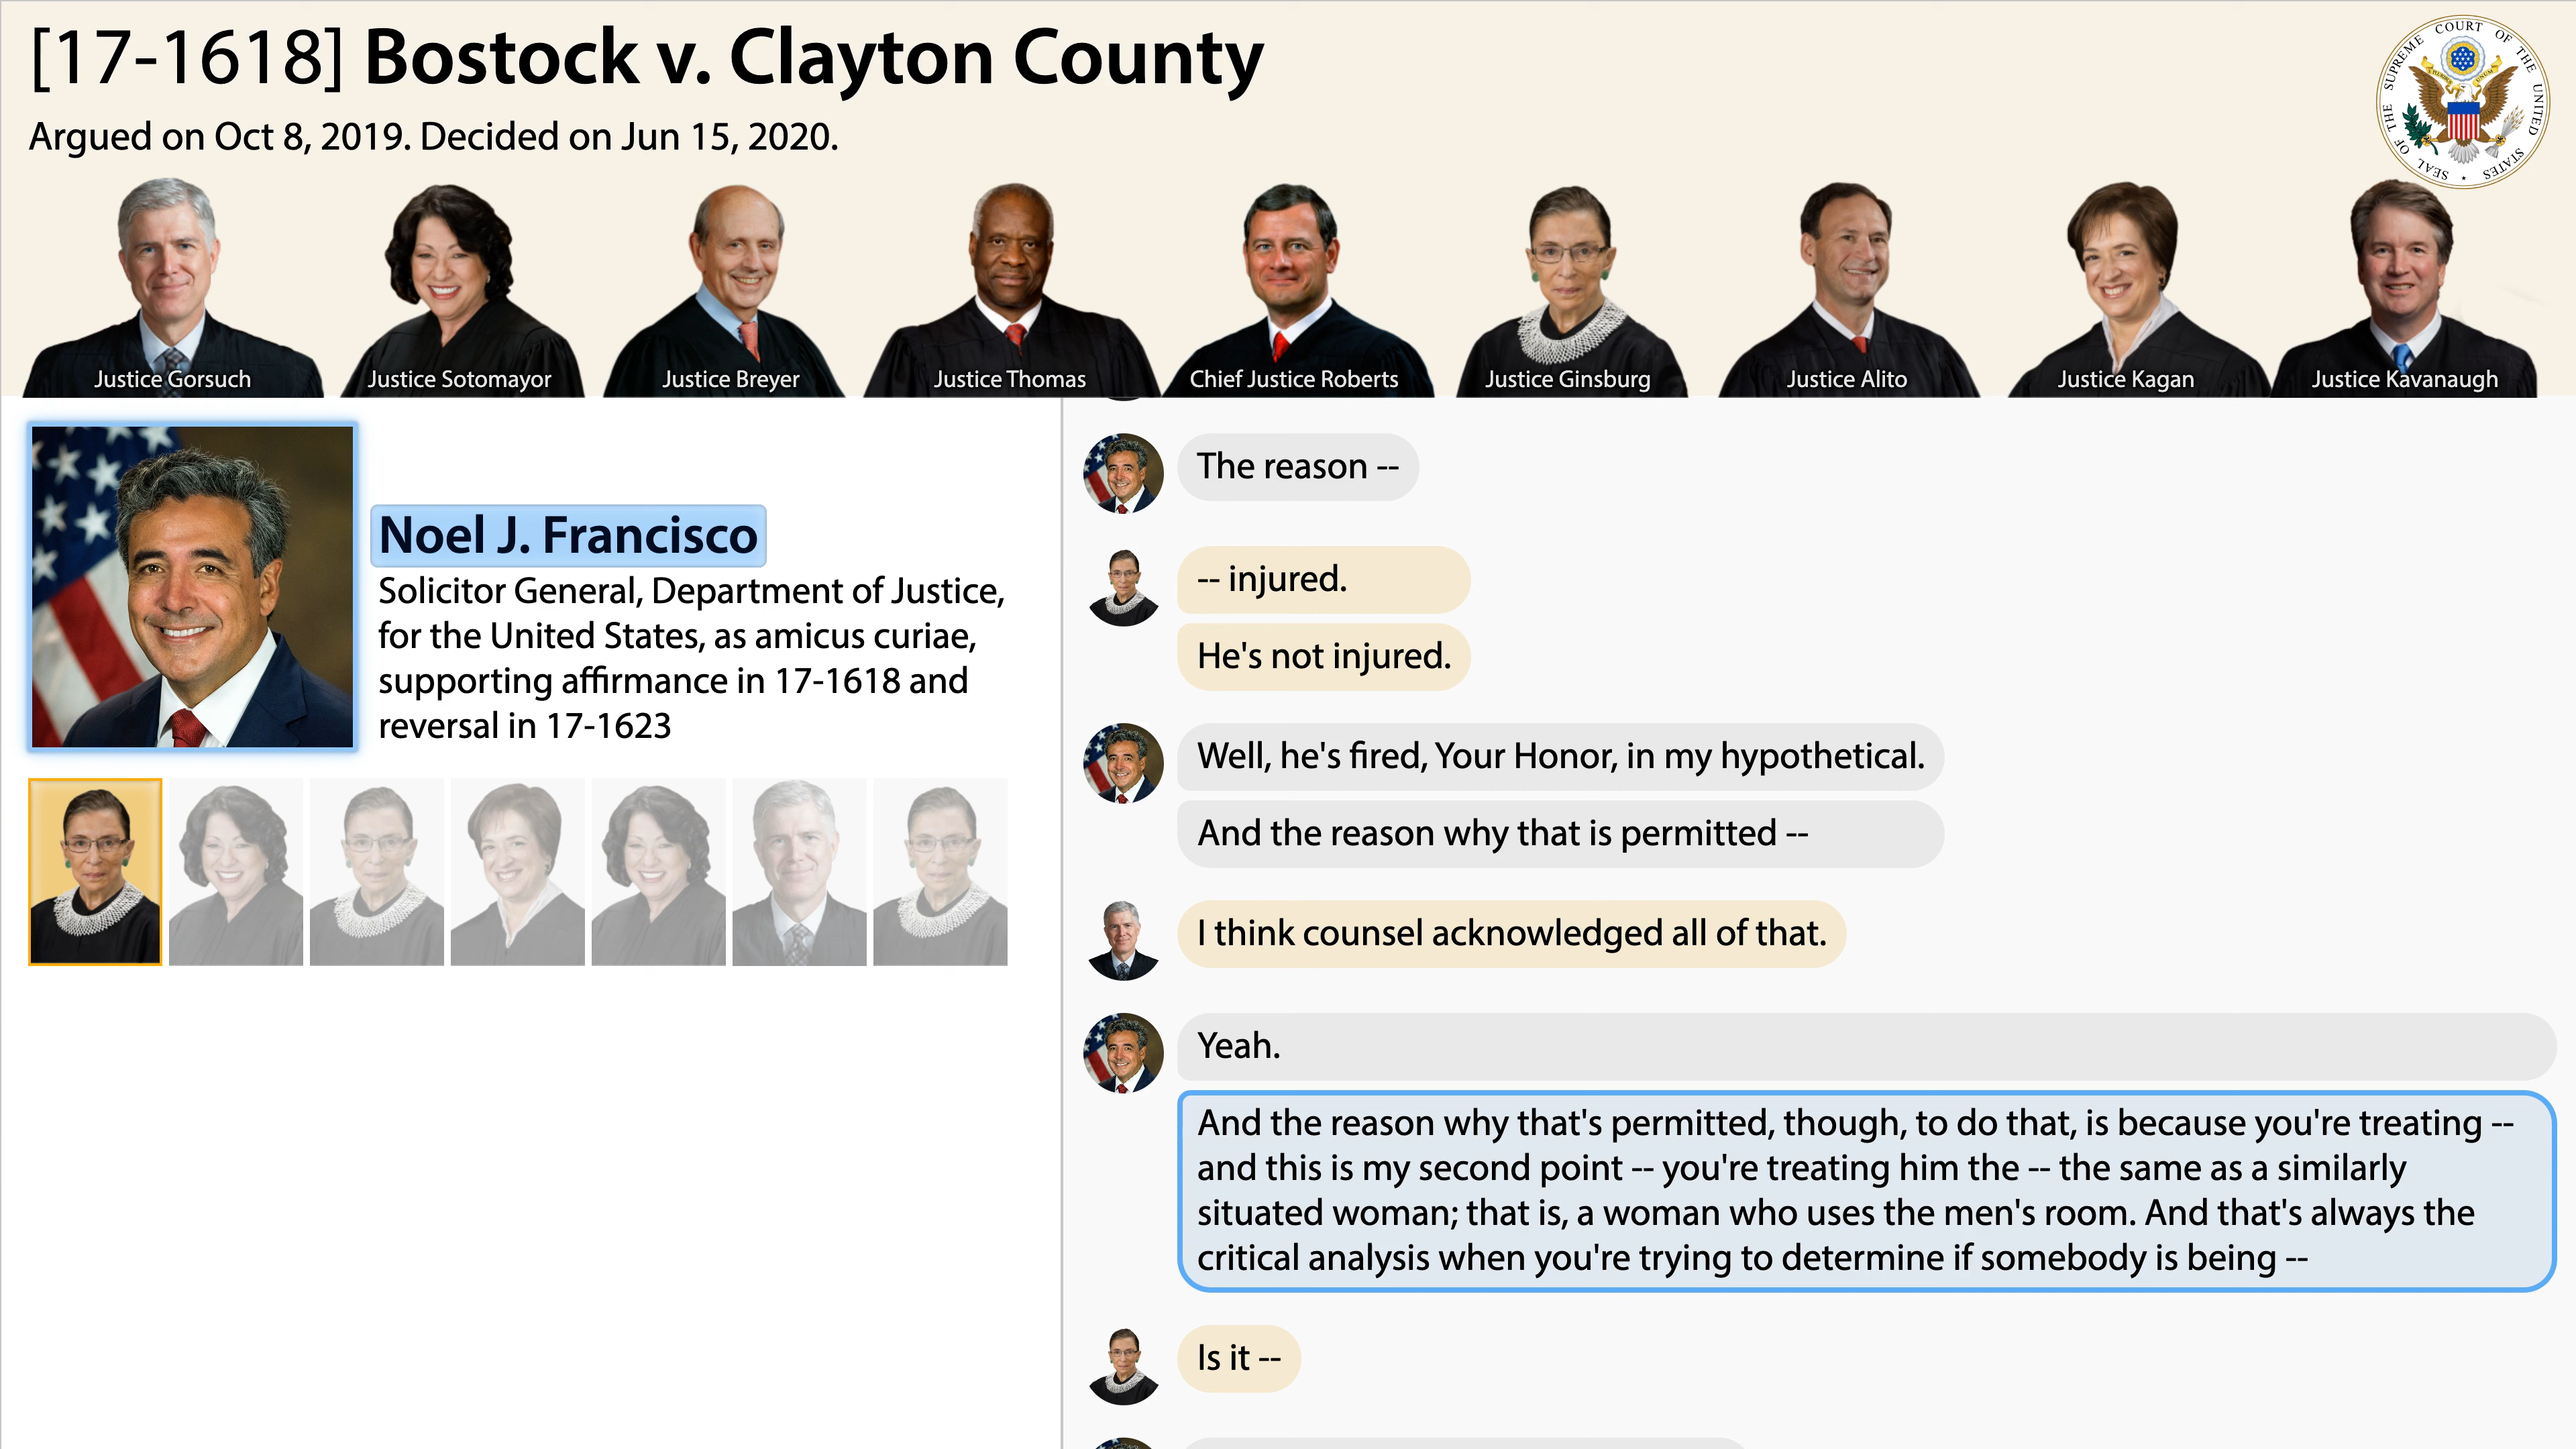 [17-1618] Bostock v. Clayton County
Argued on Oct 8, 2019. Decided on Jun 15, 2020.
SEAL OF THE SUPREME COURT OF THE UNITED STATES
Justice Gorsuch
Justice Sotomayor
Justice Breyer
Justice Thomas
Chief Justice Roberts
Justice Ginsburg
Justice Alito
Justice Kagan
Justice Kavanaugh
Noel J. Francisco
Solicitor General, Department of Justice,
for the United States, as amicus curiae,
supporting affirmance in 17-1618 and
reversal in 17-1623
The reason --
-- injured.
He's not injured.
Well, he's fired, Your Honor, in my hypothetical.
And the reason why that is permitted --
I think counsel acknowledged all of that.
Yeah.
And the reason why that's permitted, though, to do that, is because you're treating --
and this is my second point -- you're treating him the -- the same as a similarly
situated woman; that is, a woman who uses the men's room. And that's always the
critical analysis when you're trying to determine if somebody is being --
Is it --